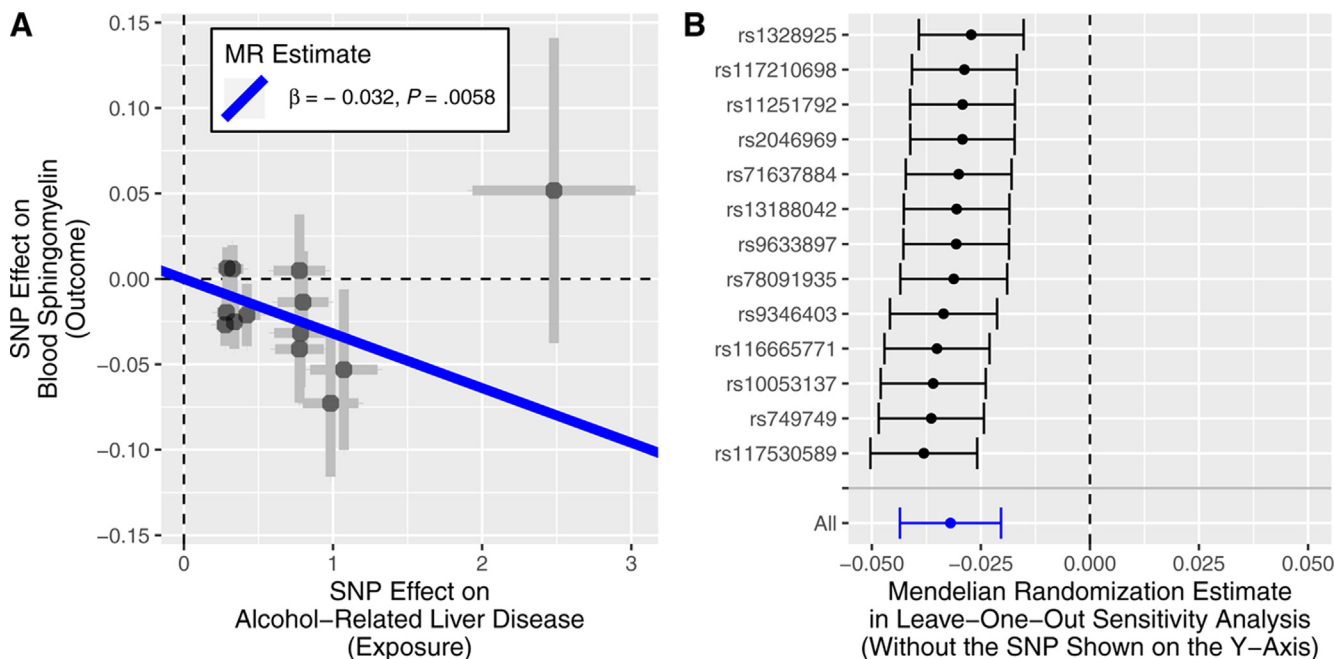 A
0.15
0.10
0.05
0.00
−0.05
−0.10
−0.15
SNP Effect on
Blood Sphingomyelin
(Outcome)
MR Estimate
β = − 0.032, P = .0058
0
1
2
3
SNP Effect on
Alcohol−Related Liver Disease
(Exposure)
B
rs1328925
rs117210698
rs11251792
rs2046969
rs71637884
rs13188042
rs9633897
rs78091935
rs9346403
rs116665771
rs10053137
rs749749
rs117530589
All
−0.050
−0.025
0.000
0.025
0.050
Mendelian Randomization Estimate
in Leave−One−Out Sensitivity Analysis
(Without the SNP Shown on the Y−Axis)